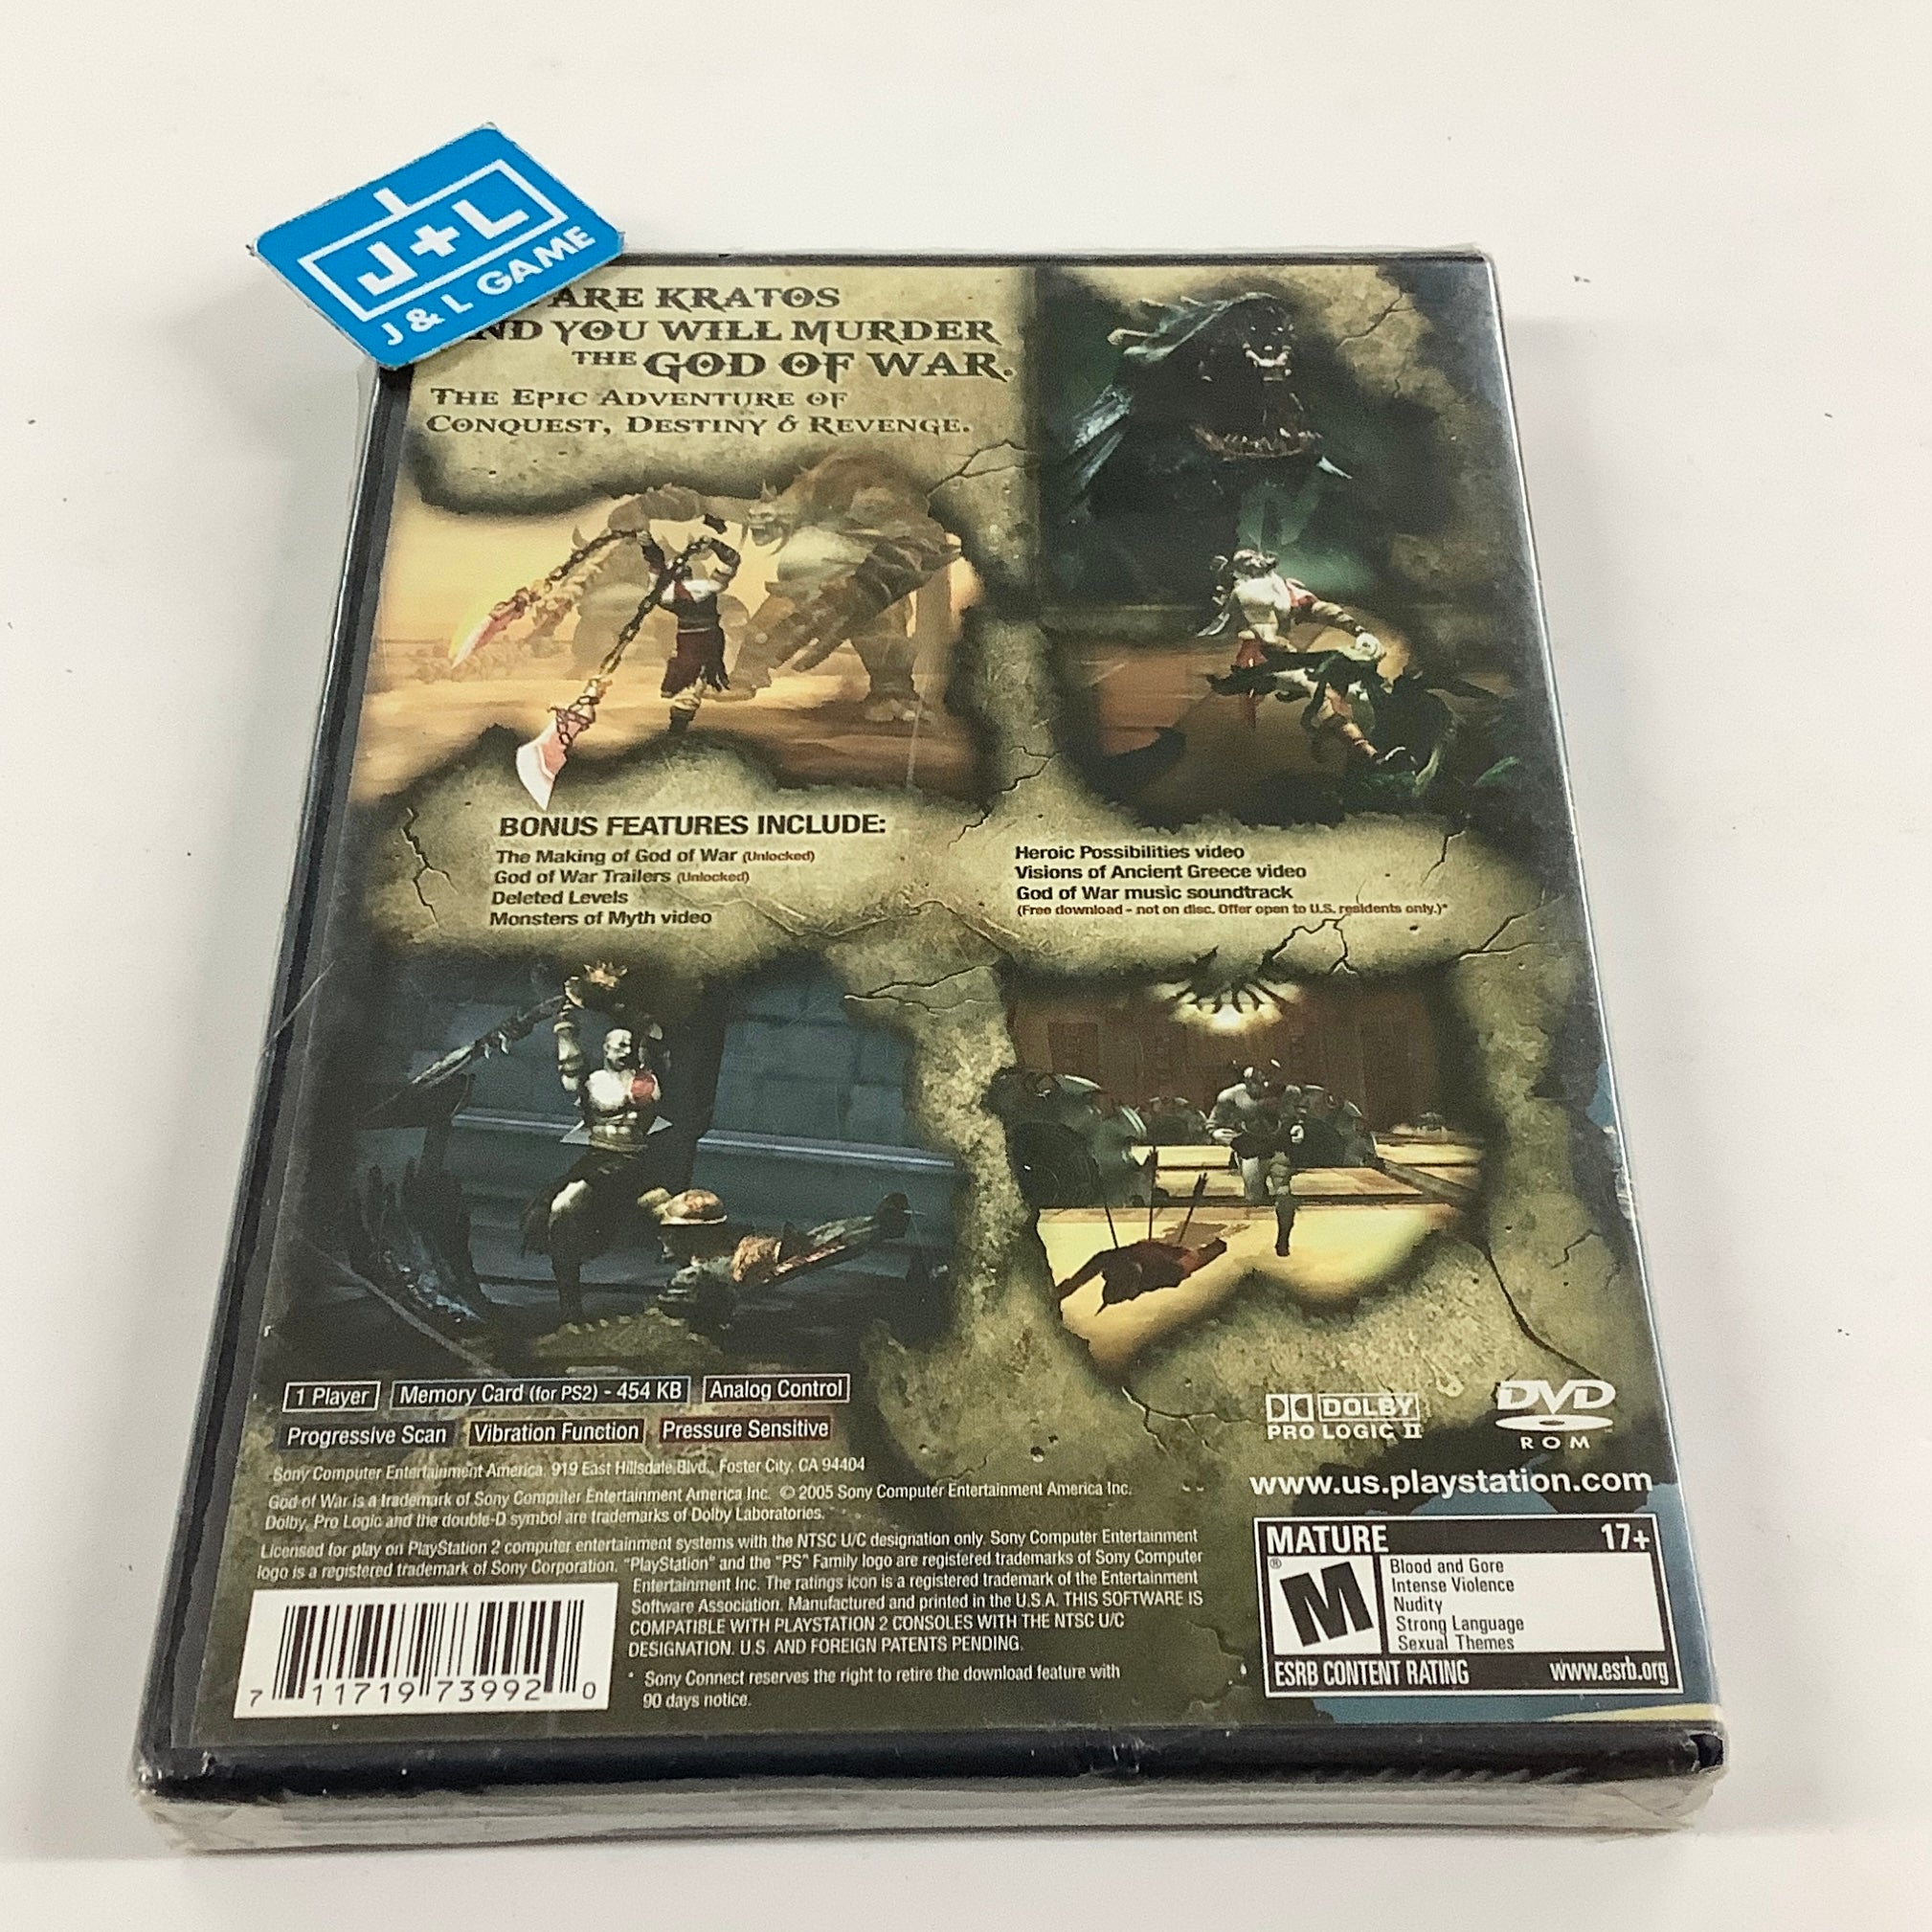 J+L
J & L GAME
ARE KRATOS
AND YOU WILL MURDER
THE GOD OF WAR.
THE EPIC ADVENTURE OF
CONQUEST, DESTINY & REVENGE.
BONUS FEATURES INCLUDE:
The Making of God of War (Unlocked)
God of War Trailers (Unlocked)
Deleted Levels
Monsters of Myth video
Heroic Possibilities video
Visions of Ancient Greece video
God of War music soundtrack
(Free download - not on disc. Offer open to U.S. residents only.)*
1 Player Memory Card (for PS2) - 454 KB Analog Control
Progressive Scan Vibration Function Pressure Sensitive
DOLBY
PRO LOGIC II
DVD
ROM
Sony Computer Entertainment America, 919 East Hillsdale Blvd., Foster City, CA 94404
God of War is a trademark of Sony Computer Entertainment America Inc. © 2005 Sony Computer Entertainment America Inc.
Dolby, Pro Logic and the double-D symbol are trademarks of Dolby Laboratories.
Licensed for play on PlayStation 2 computer entertainment systems with the NTSC U/C designation only. Sony Computer Entertainment
logo is a registered trademark of Sony Corporation. "PlayStation" and the "PS" Family logo are registered trademarks of Sony Computer
Entertainment Inc. The ratings icon is a registered trademark of the Entertainment
Software Association. Manufactured and printed in the U.S.A. THIS SOFTWARE IS
COMPATIBLE WITH PLAYSTATION 2 CONSOLES WITH THE NTSC U/C
DESIGNATION. U.S. AND FOREIGN PATENTS PENDING.
* Sony Connect reserves the right to retire the download feature with
90 days notice.
7 11719 73992 0
www.us.playstation.com
MATURE 17+
M ®
Blood and Gore
Intense Violence
Nudity
Strong Language
Sexual Themes
ESRB CONTENT RATING www.esrb.org